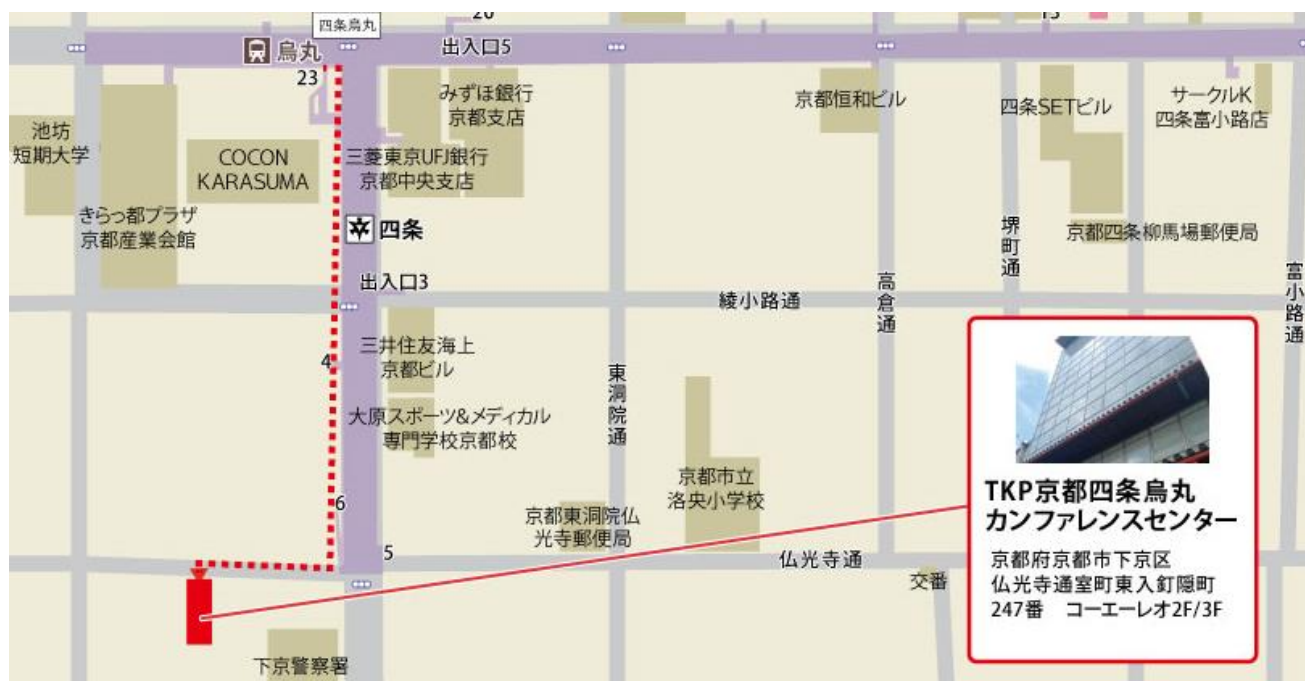 四条烏丸
20
15
烏丸
23
出入口5
みずほ銀行
京都支店
京都恒和ビル
四条SETビル
サークルK
四条富小路店
池坊
短期大学
COCON
KARASUMA
三菱東京UFJ銀行
京都中央支店
きらっ都プラザ
京都産業会館
四条
堺町通
京都四条柳馬場郵便局
出入口3
綾小路通
高倉通
富小路通
三井住友海上
京都ビル
4
東洞院通
大原スポーツ&メディカル
専門学校京都校
京都市立
洛央小学校
6
京都東洞院仏
光寺郵便局
5
仏光寺通
交番
下京警察署
TKP京都四条烏丸
カンファレンスセンター
京都府京都市下京区
仏光寺通室町東入釘隠町
247番 コーエーレオ2F/3F